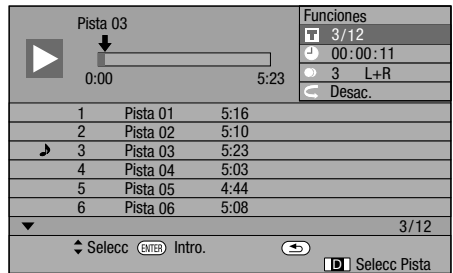 Pista 03
0:00 5:23
Funciones
T 3/12
00:00:11
3 L+R
Desac.
1 Pista 01 5:16
2 Pista 02 5:10
3 Pista 03 5:23
4 Pista 04 5:03
5 Pista 05 4:44
6 Pista 06 5:08
3/12
Selecc ENTER Intro.
D Selecc Pista